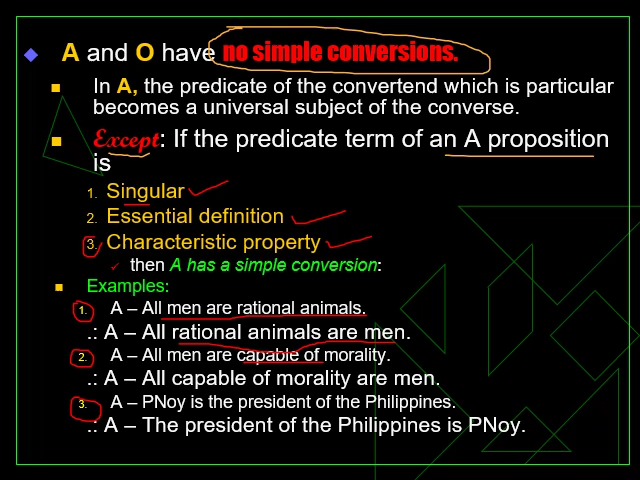 A and O have no simple conversions.
In A, the predicate of the convertend which is particular
becomes a universal subject of the converse.
Except: If the predicate term of an A proposition
is
1. Singular
2. Essential definition
3. Characteristic property
then A has a simple conversion:
Examples:
1. A – All men are rational animals.
.: A – All rational animals are men.
2. A – All men are capable of morality.
.: A – All capable of morality are men.
3. A – PNoy is the president of the Philippines.
.: A – The president of the Philippines is PNoy.